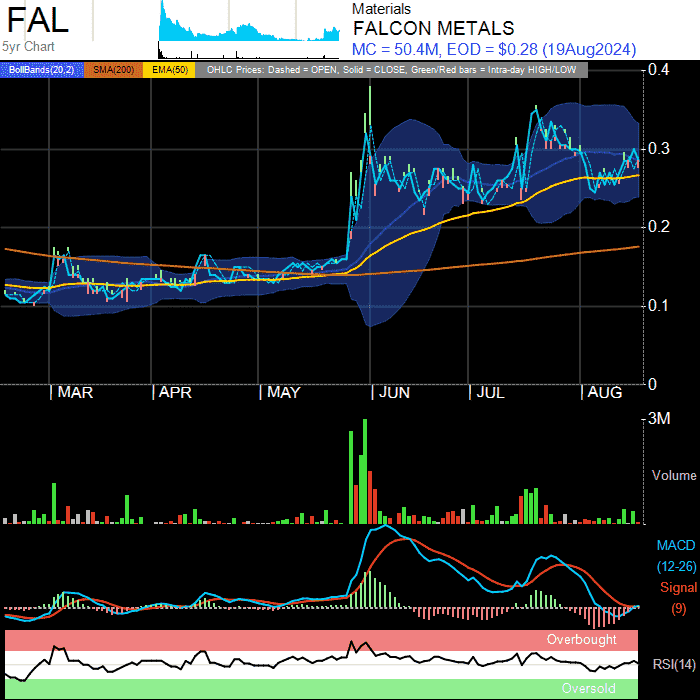 FAL
5yr Chart
Materials
FALCON METALS
MC = 50.4M, EOD = $0.28 (19Aug2024)
BollBands(20,2) SMA(200) EMA(50) OHLC Prices: Dashed = OPEN, Solid = CLOSE, Green/Red bars = Intra-day HIGH/LOW
0.4
0.3
0.2
0.1
0
MAR APR MAY JUN JUL AUG
3M
Volume
MACD
(12-26)
Signal
(9)
Overbought
RSI(14)
Oversold